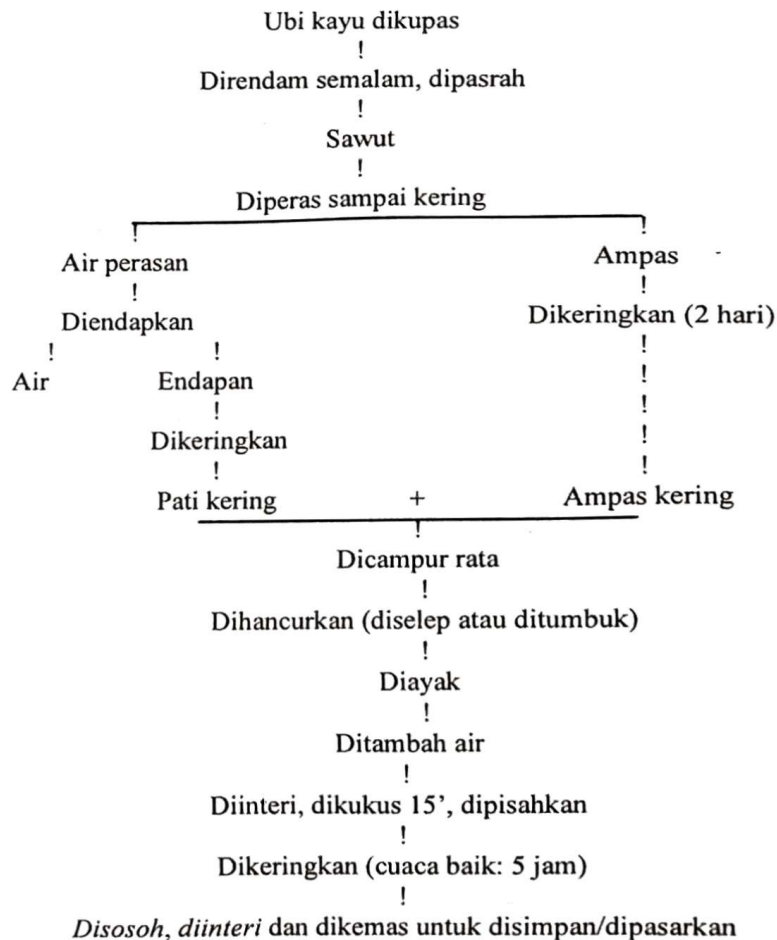 Ubi kayu dikupas
!
Direndam semalam, dipasrah
!
Sawut
!
Diperas sampai kering
! !
Air perasan Ampas
! !
Diendapkan Dikeringkan (2 hari)
! ! !
Air Endapan !
! !
Dikeringkan !
! !
Pati kering + Ampas kering
!
Dicampur rata
!
Dihancurkan (diselep atau ditumbuk)
!
Diayak
!
Ditambah air
!
Diinteri, dikukus 15’, dipisahkan
!
Dikeringkan (cuaca baik: 5 jam)
!
Disosoh, diinteri dan dikemas untuk disimpan/dipasarkan